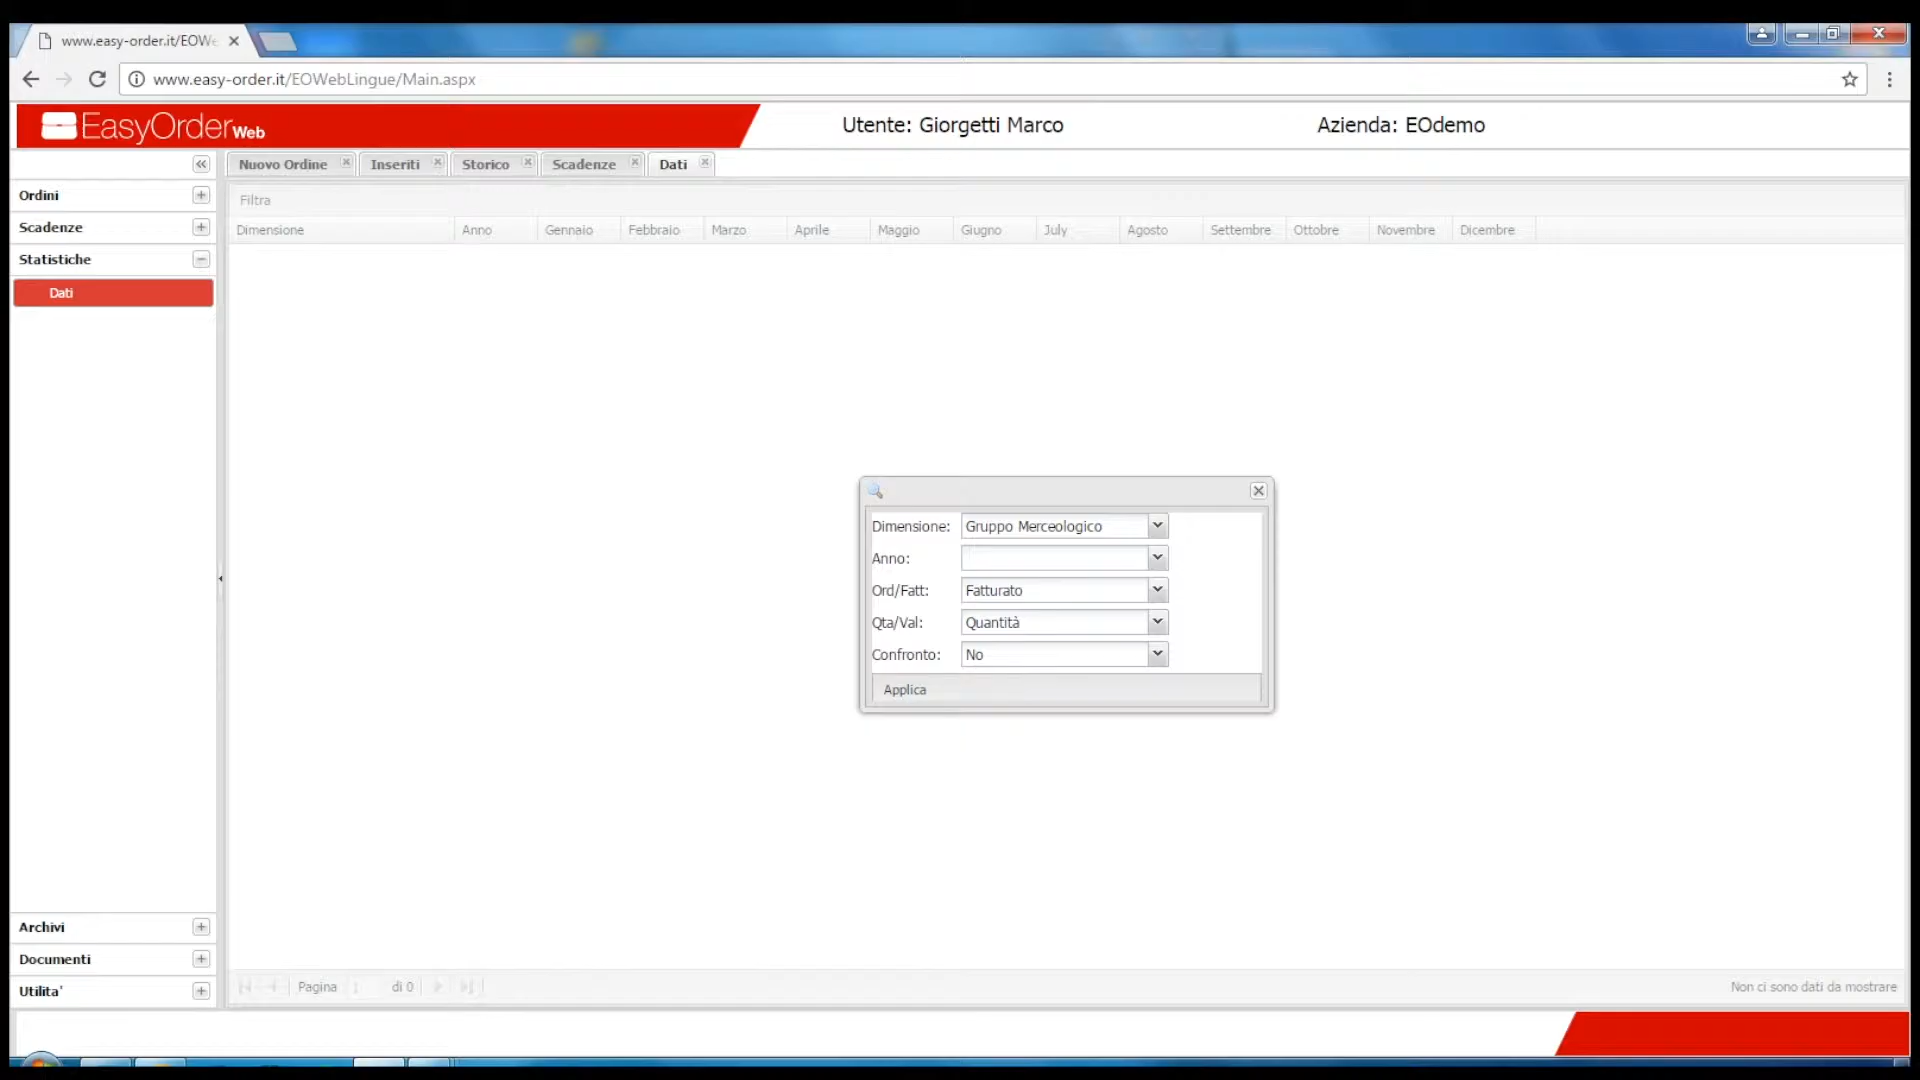 www.easy-order.it/EOWe
www.easy-order.it/EOWebLingue/Main.aspx
EasyOrder Web
Utente: Giorgetti Marco
Azienda: EOdemo
Nuovo Ordine Inseriti Storico Scadenze Dati
Ordini
Scadenze
Statistiche
Dati
Archivi
Documenti
Utilita'
Filtra
Dimensione Anno Gennaio Febbraio Marzo Aprile Maggio Giugno July Agosto Settembre Ottobre Novembre Dicembre
Dimensione: Gruppo Merceologico
Anno:
Ord/Fatt: Fatturato
Qta/Val: Quantità
Confronto: No
Applica
Pagina 1 di 0
Non ci sono dati da mostrare